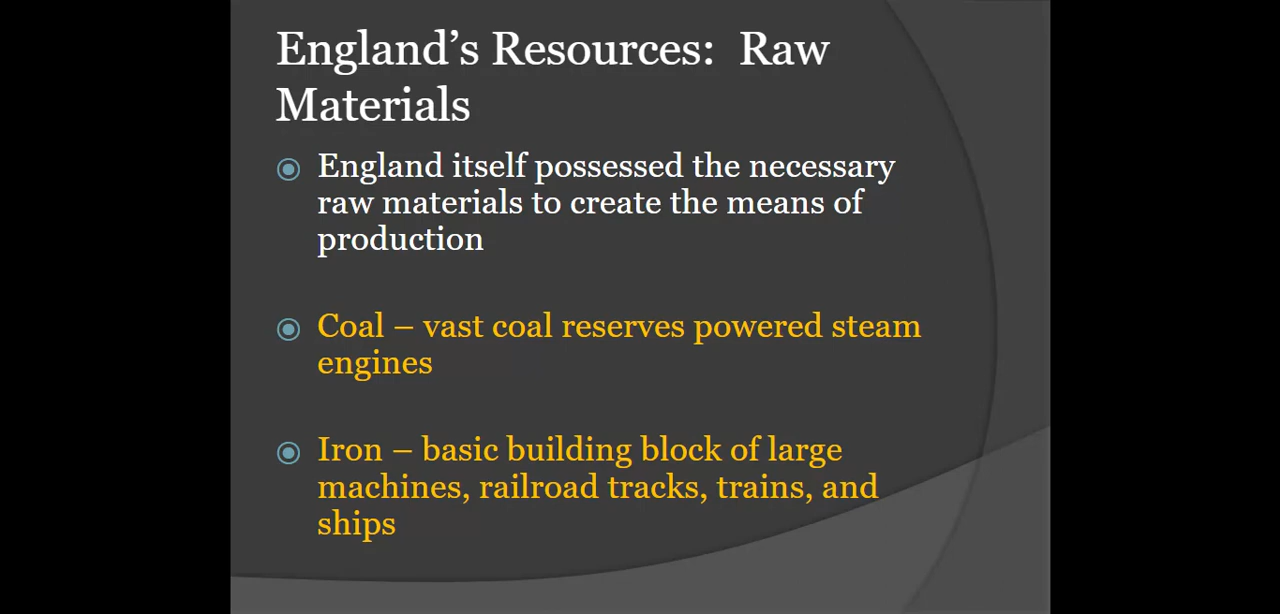 England’s Resources:  Raw
Materials
England itself possessed the necessary
raw materials to create the means of
production
Coal – vast coal reserves powered steam
engines
Iron – basic building block of large
machines, railroad tracks, trains, and
ships